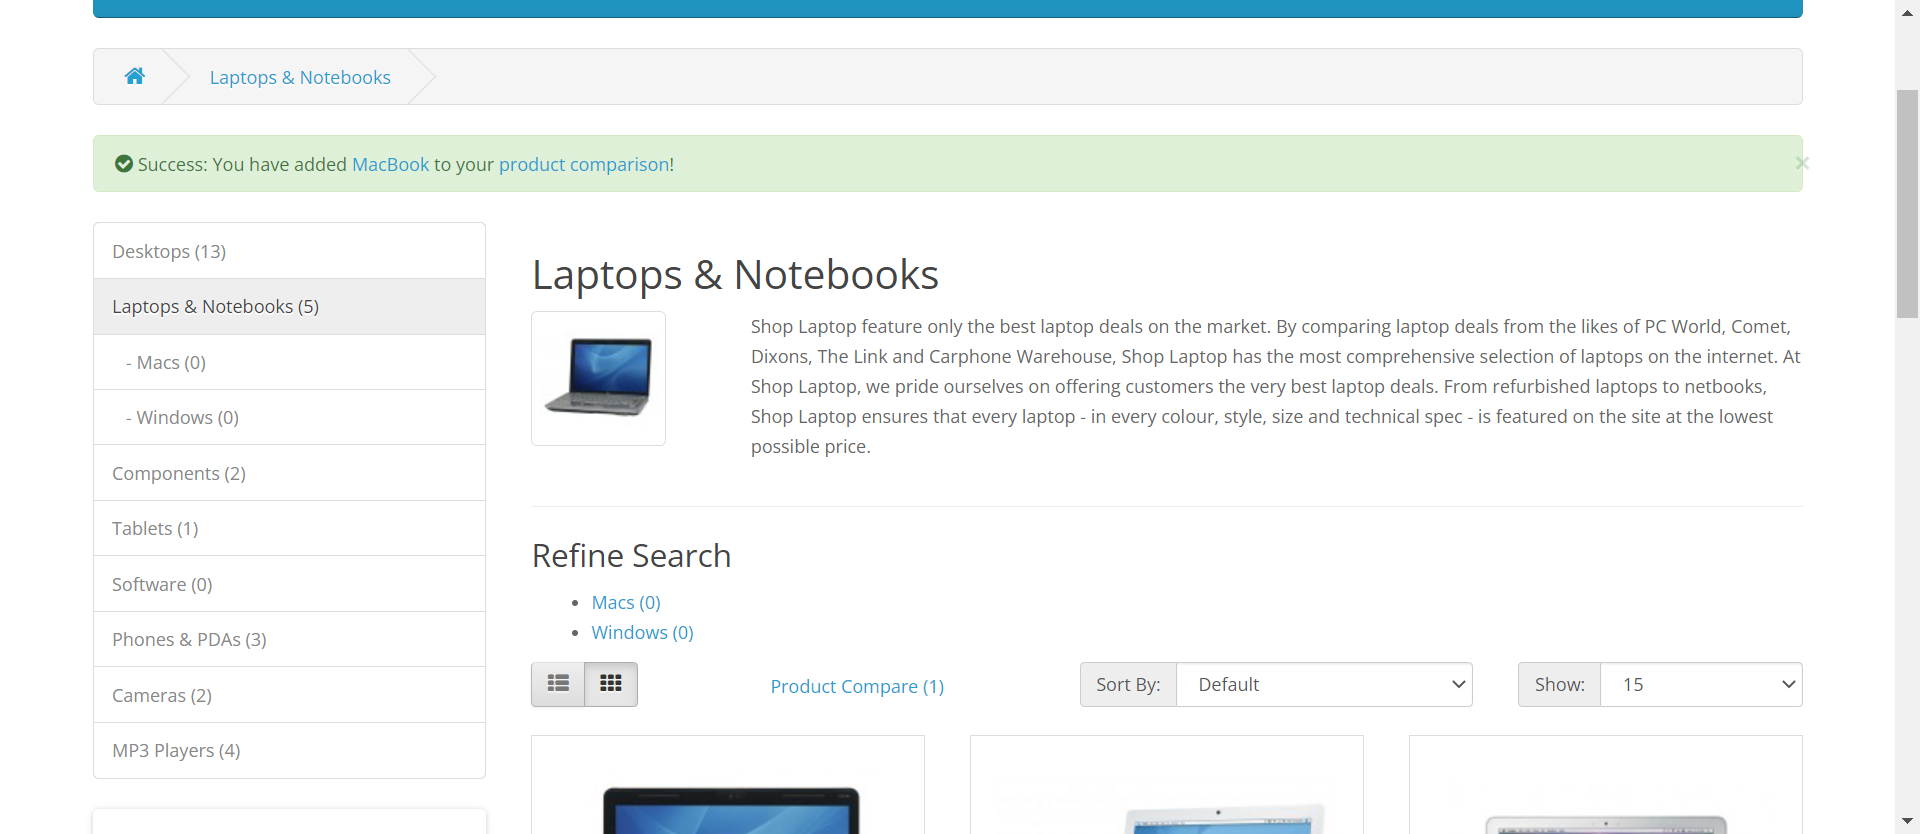 Laptops & Notebooks
Success: You have added MacBook to your product comparison!
×
Desktops (13)
Laptops & Notebooks (5)
- Macs (0)
- Windows (0)
Components (2)
Tablets (1)
Software (0)
Phones & PDAs (3)
Cameras (2)
MP3 Players (4)
Laptops & Notebooks
Shop Laptop feature only the best laptop deals on the market. By comparing laptop deals from the likes of PC World, Comet,
Dixons, The Link and Carphone Warehouse, Shop Laptop has the most comprehensive selection of laptops on the internet. At
Shop Laptop, we pride ourselves on offering customers the very best laptop deals. From refurbished laptops to netbooks,
Shop Laptop ensures that every laptop - in every colour, style, size and technical spec - is featured on the site at the lowest
possible price.
Refine Search
Macs (0)
Windows (0)
Product Compare (1)
Sort By: Default
Show: 15